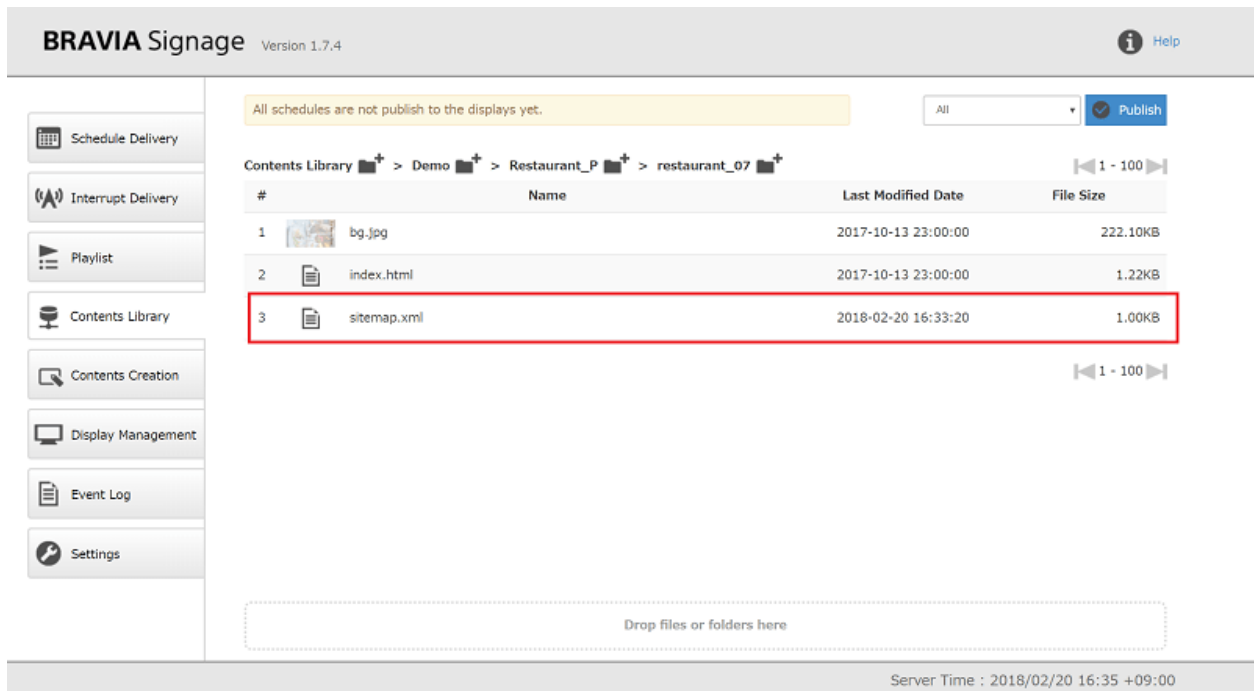 BRAVIA Signage Version 1.7.4
Help
All schedules are not publish to the displays yet.
All
Publish
Schedule Delivery
Interrupt Delivery
Playlist
Contents Library
Contents Creation
Display Management
Event Log
Settings
Contents Library > Demo > Restaurant_P > restaurant_07
1 - 100
# Name Last Modified Date File Size
1 bg.jpg 2017-10-13 23:00:00 222.10KB
2 index.html 2017-10-13 23:00:00 1.22KB
3 sitemap.xml 2018-02-20 16:33:20 1.00KB
1 - 100
Drop files or folders here
Server Time : 2018/02/20 16:35 +09:00